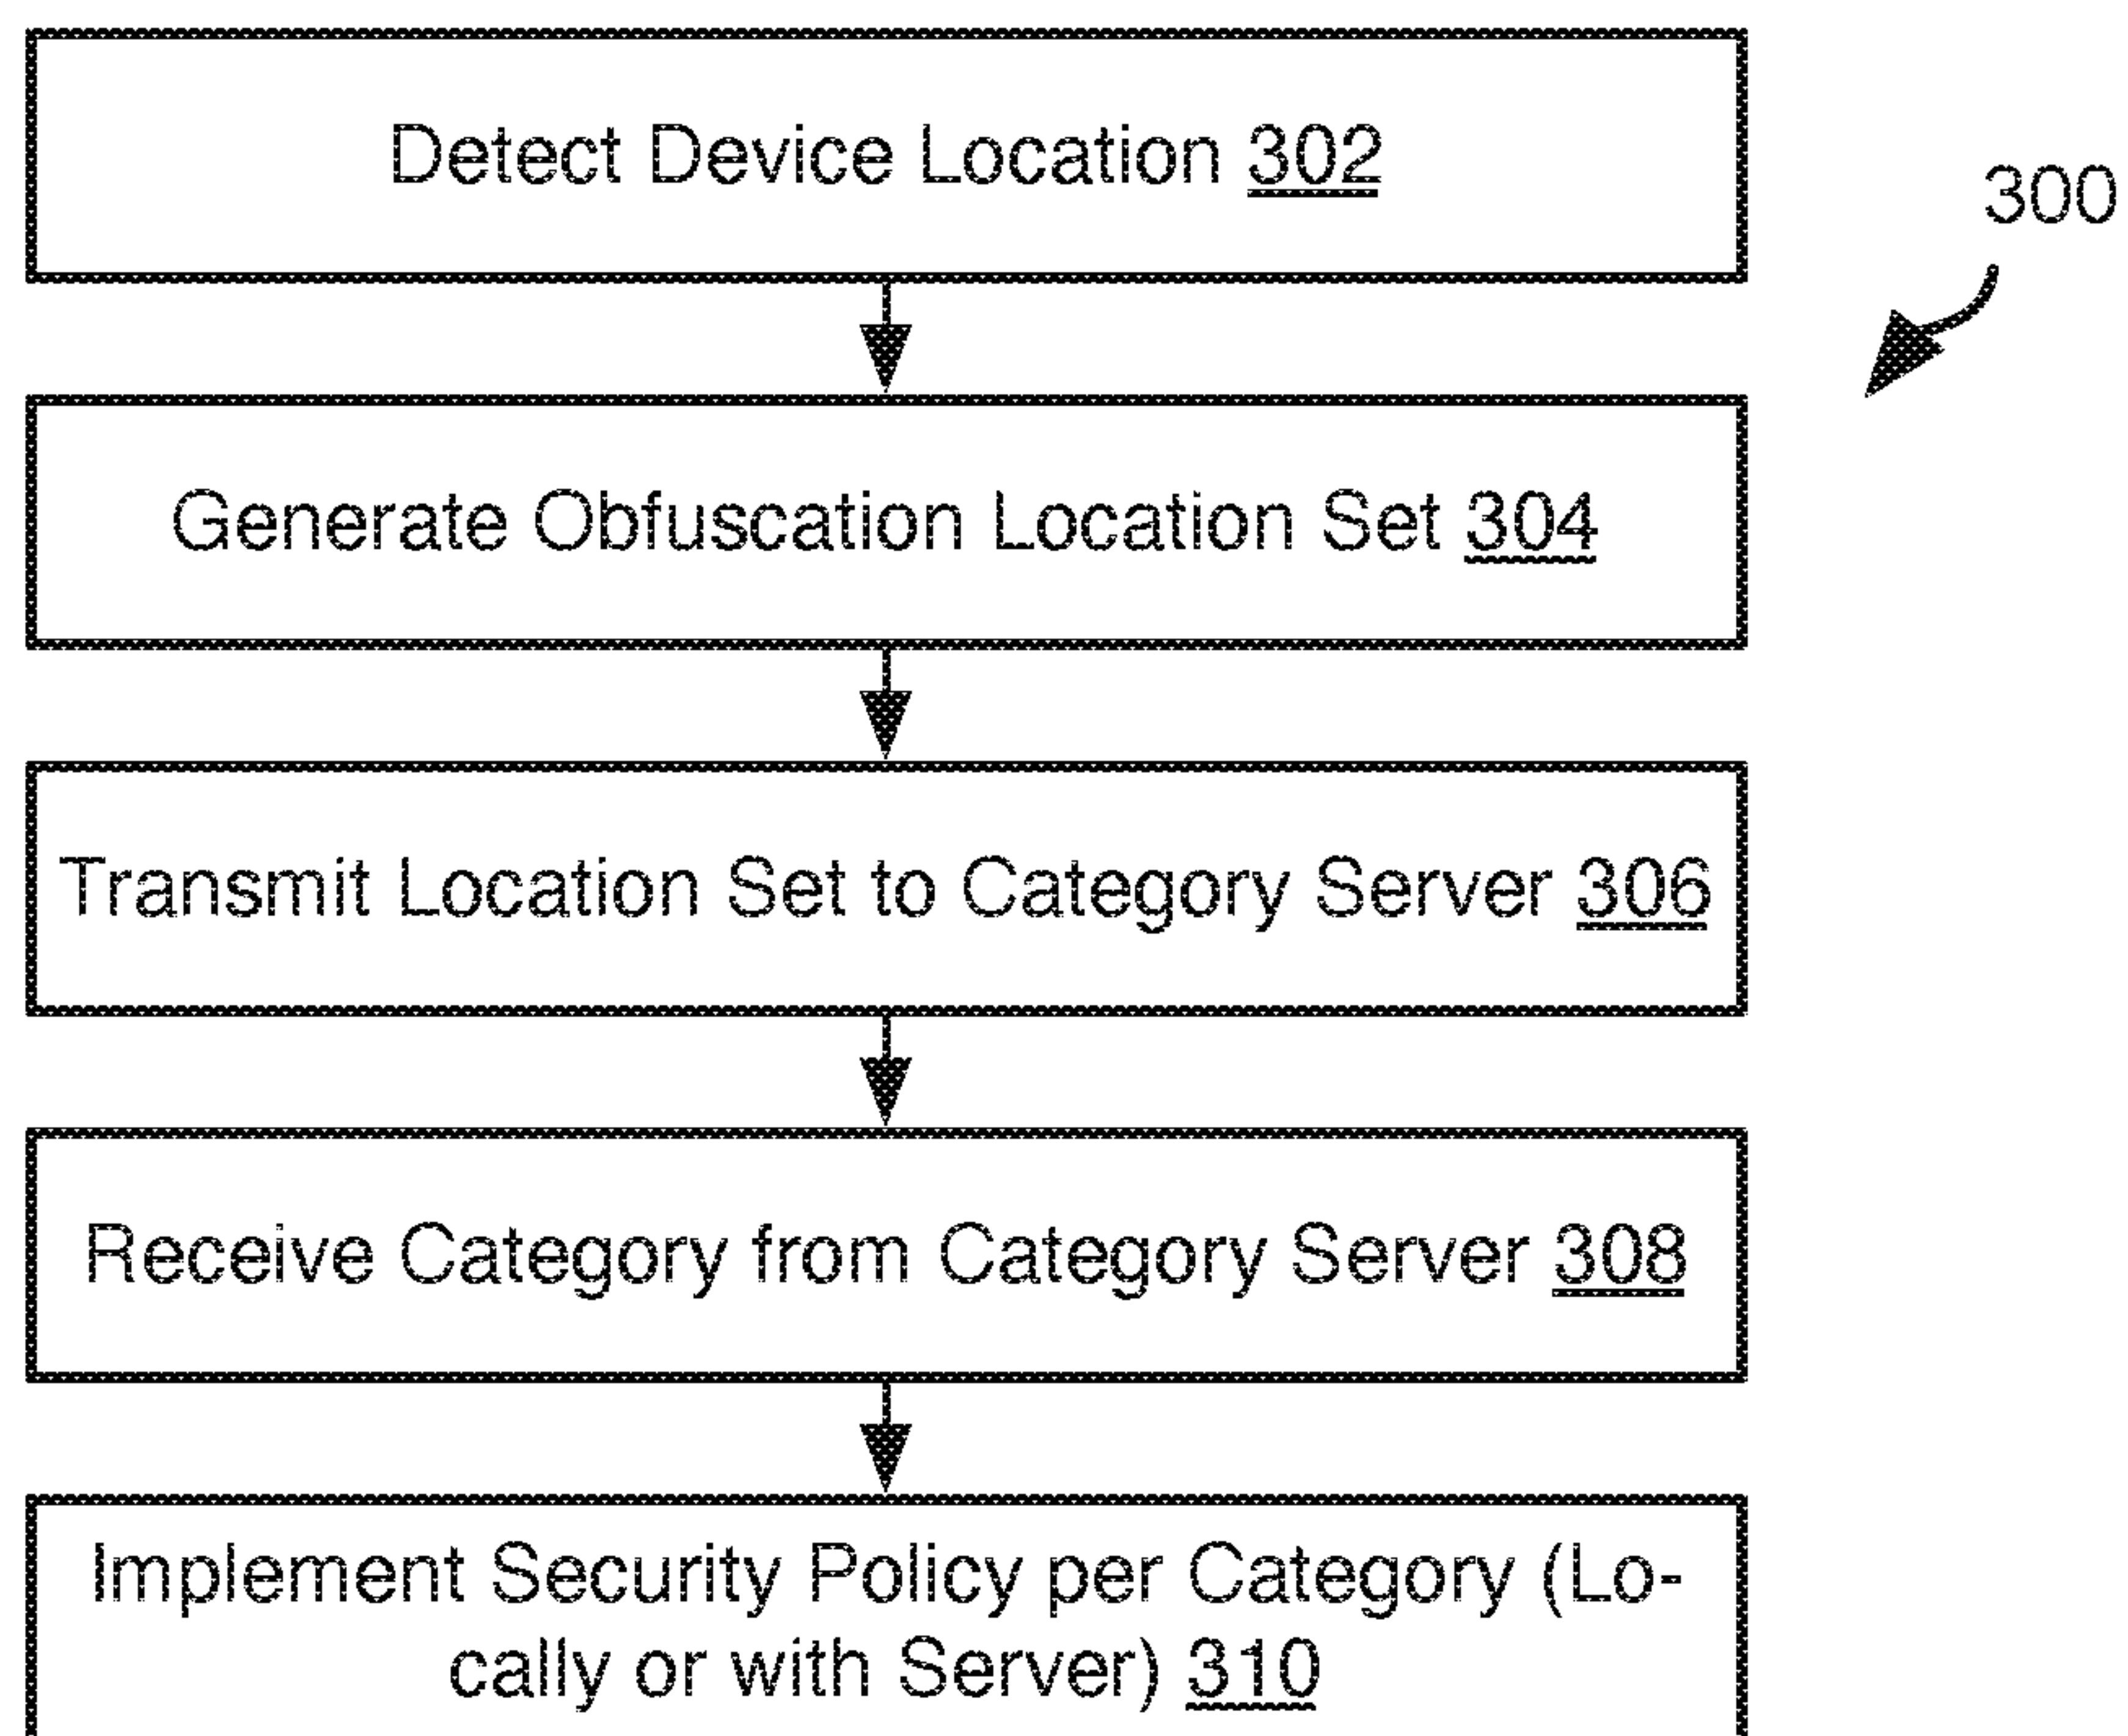 Detect Device Location 302
300
Generate Obfuscation Location Set 304
Transmit Location Set to Category Server 306
Receive Category from Category Server 308
Implement Security Policy per Category (Lo-
cally or with Server) 310